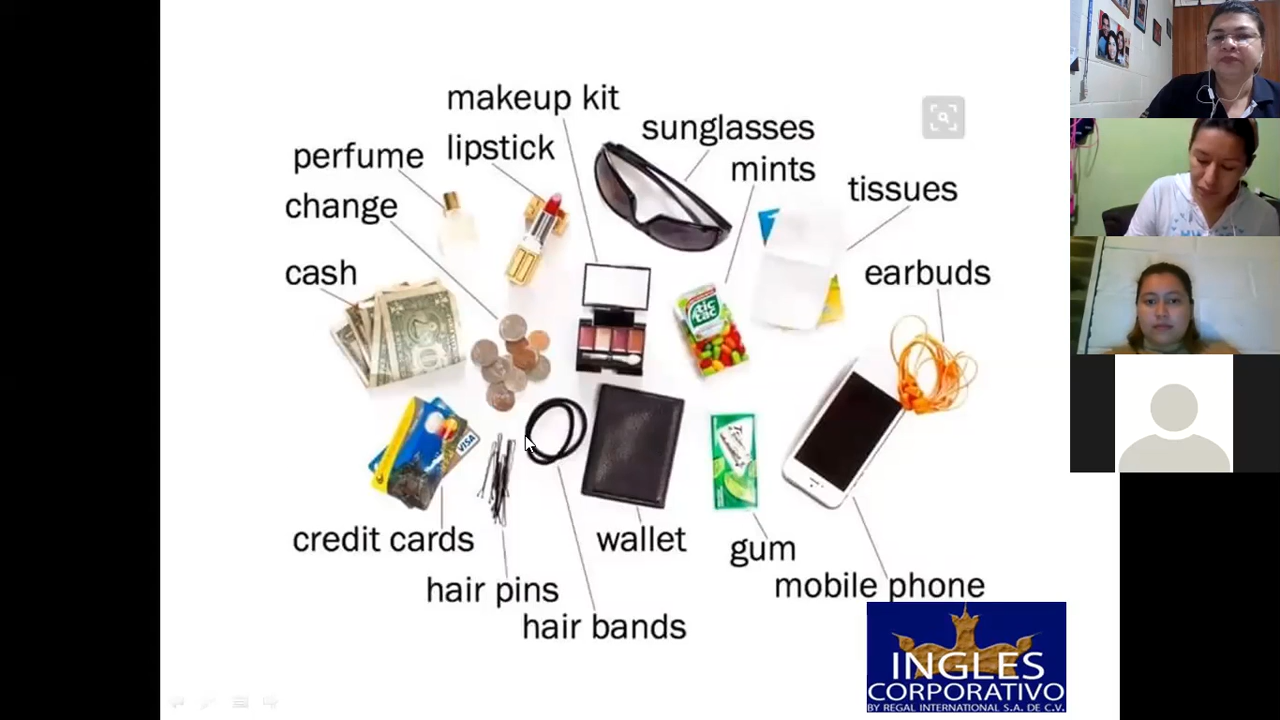 makeup kit
sunglasses
lipstick
perfume
mints
tissues
change
cash
earbuds
tic
tac
VISA
credit cards
wallet
gum
hair pins
mobile phone
hair bands
INGLES
CORPORATIVO
BY REGAL INTERNATIONAL S.A. DE C.V.